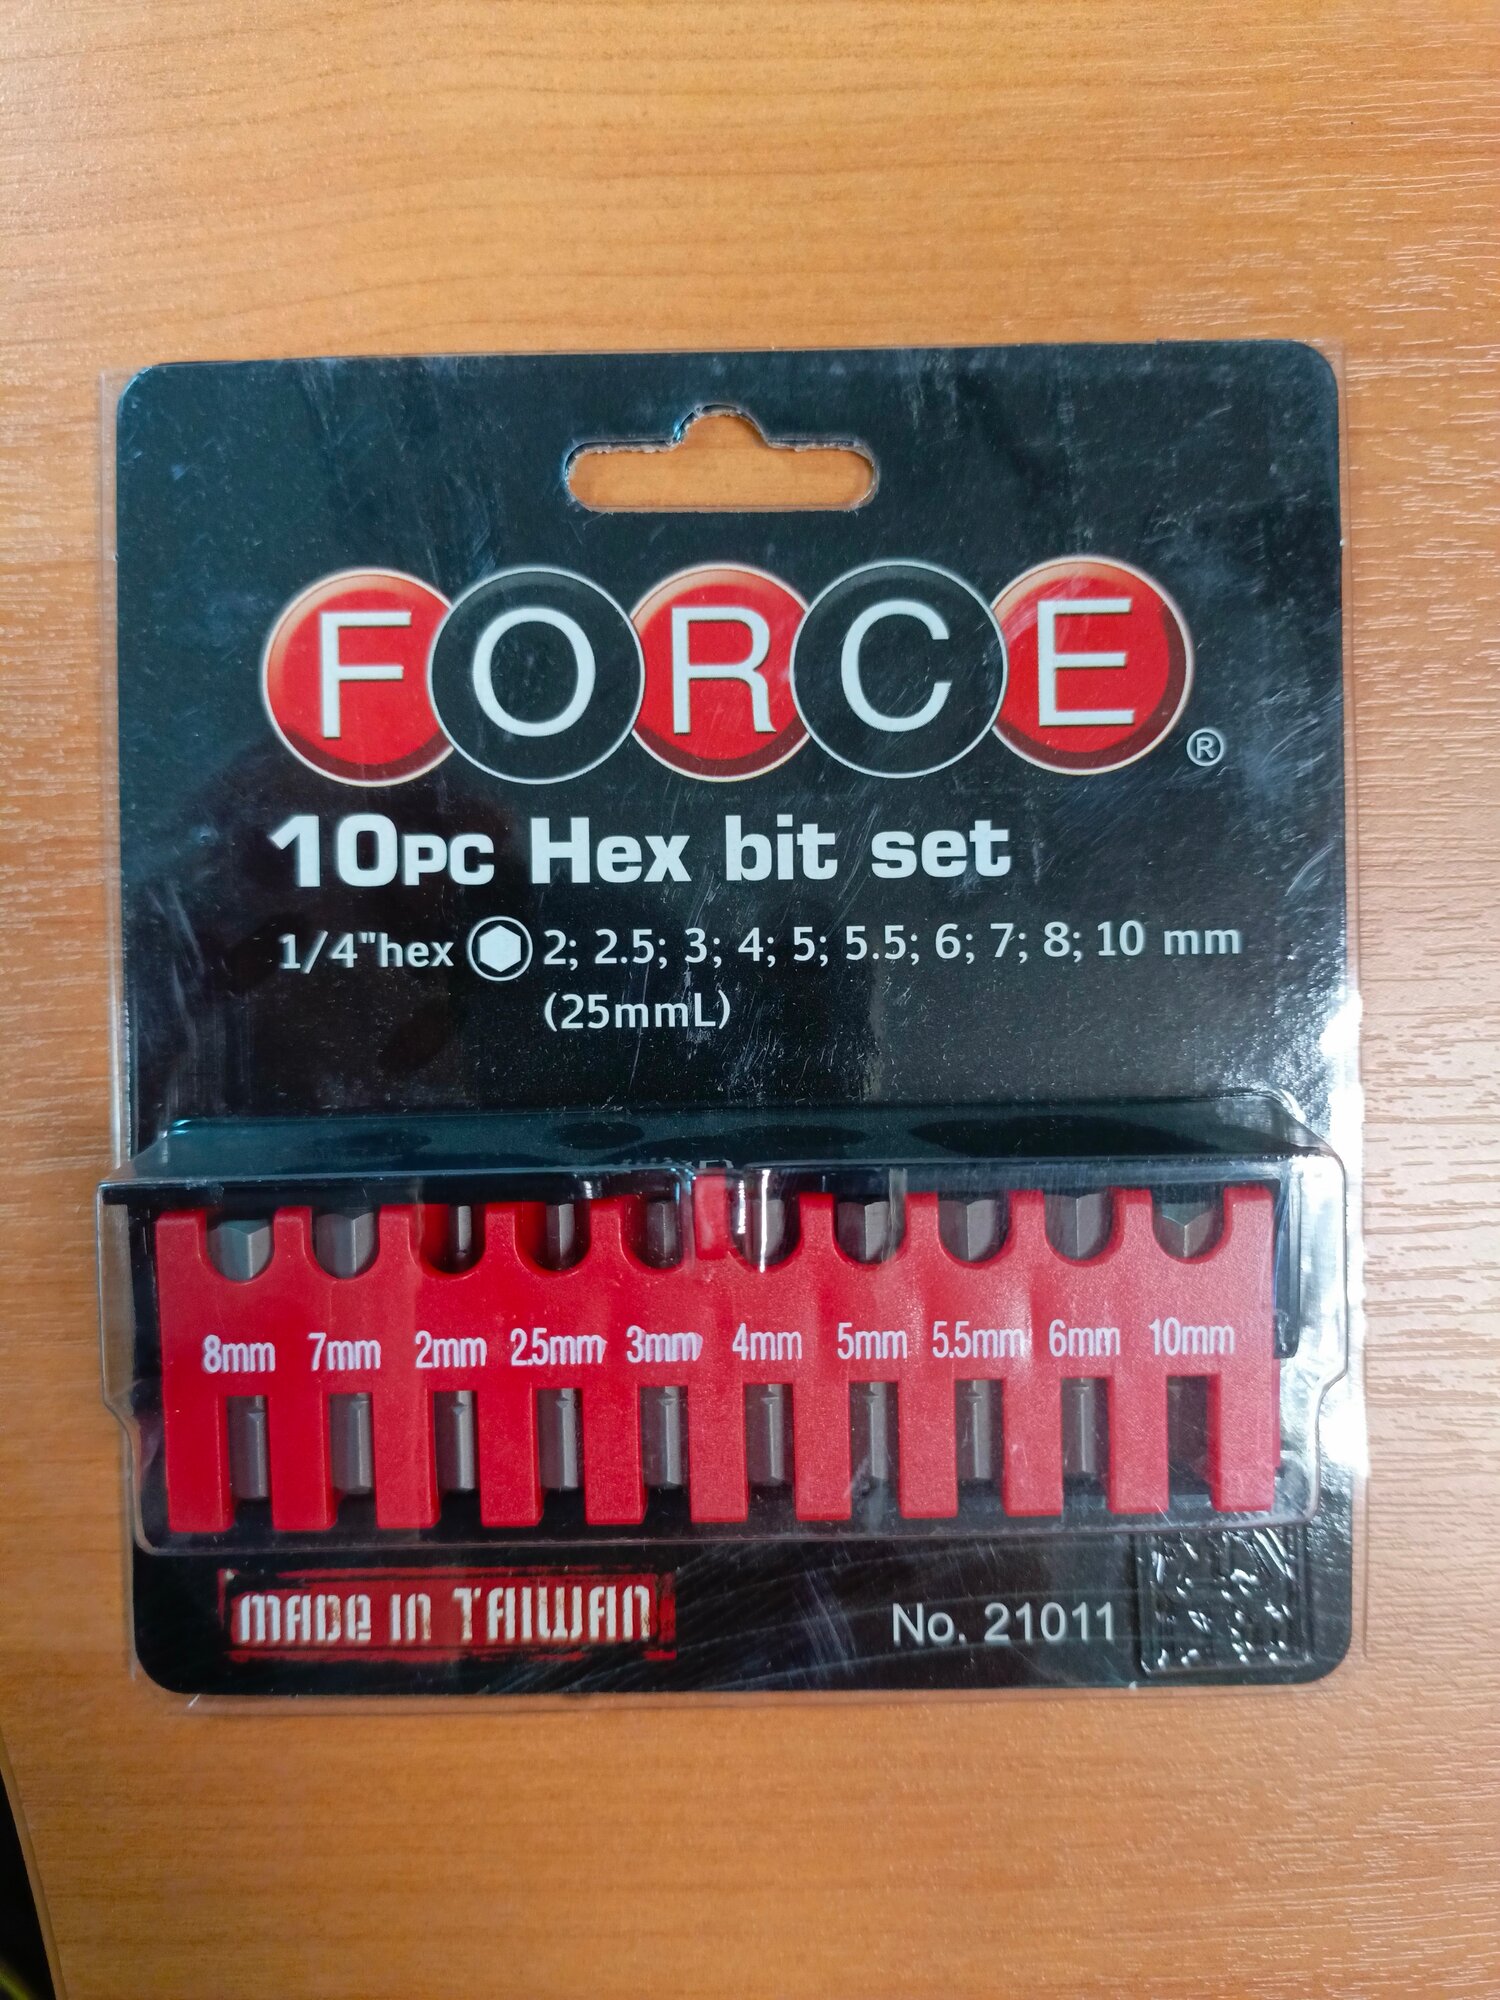 FORCE®
10PC Hex bit set
1/4"hex 2; 2.5; 3; 4; 5; 5.5; 6; 7; 8; 10 mm
(25mmL)
8mm 7mm 2mm 2.5mm 3mm 4mm 5mm 5.5mm 6mm 10mm
MADE IN TAIWAN
No. 21011